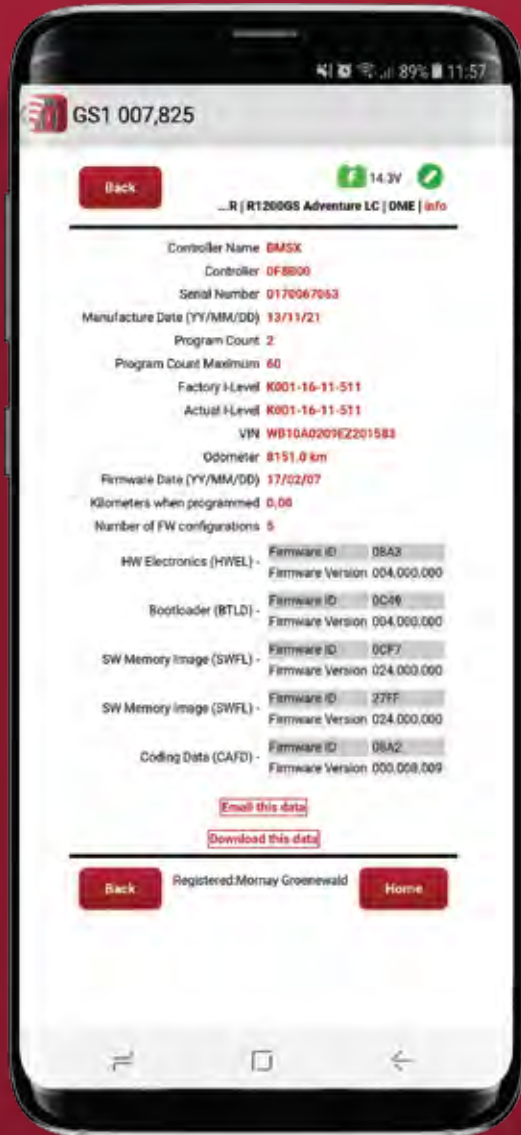 89% 11:57
GS1 007,825
Back
14.3V
...R | R1200GS Adventure LC | DME | info
Controller Name BMSX
Controller 0F8B00
Serial Number 0170067063
Manufacture Date (YY/MM/DD) 13/11/21
Program Count 2
Program Count Maximum 60
Factory I-Level K001-16-11-511
Actual I-Level K001-16-11-511
VIN WB10A0209EZ201583
Odometer 8151.0 km
Firmware Date (YY/MM/DD) 17/02/07
Kilometers when programmed 0,00
Number of FW configurations 5
HW Electronics (HWEL) - Firmware ID 08A3
Firmware Version 004.000.000
Bootloader (BTLD) - Firmware ID 0C49
Firmware Version 004.000.000
SW Memory Image (SWFL) - Firmware ID 0CF7
Firmware Version 024.000.000
SW Memory Image (SWFL) - Firmware ID 27FF
Firmware Version 024.000.000
Coding Data (CAFD) - Firmware ID 08A2
Firmware Version 000.008.009
Email this data
Download this data
Back
Registered:Mornay Groenewald
Home